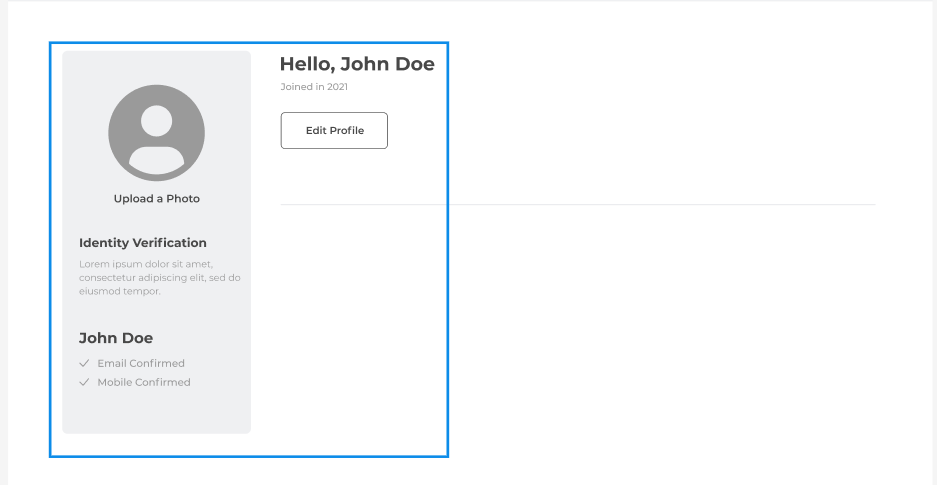 Hello, John Doe
Joined in 2021
Edit Profile
Upload a Photo
Identity Verification
Lorem ipsum dolor sit amet,
consectetur adipiscing elit, sed do
eiusmod tempor.
John Doe
Email Confirmed
Mobile Confirmed